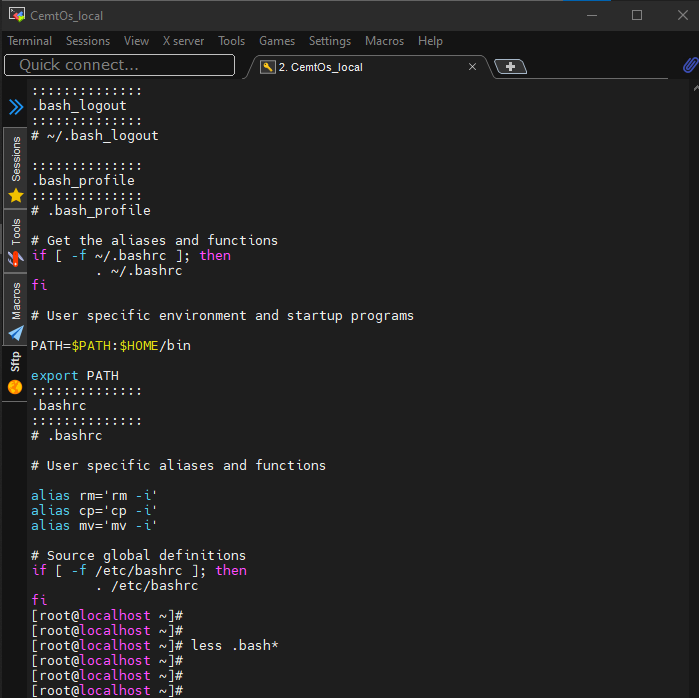 CemtOs_local
Terminal Sessions View X server Tools Games Settings Macros Help
Quick connect...
2. CemtOs_local
Sessions
Tools
Macros
Sftp
::::::::::::::
.bash_logout
::::::::::::::
# ~/.bash_logout
::::::::::::::
.bash_profile
::::::::::::::
# .bash_profile
# Get the aliases and functions
if [ -f ~/.bashrc ]; then
        . ~/.bashrc
fi
# User specific environment and startup programs
PATH=$PATH:$HOME/bin
export PATH
::::::::::::::
.bashrc
::::::::::::::
# .bashrc
# User specific aliases and functions
alias rm='rm -i'
alias cp='cp -i'
alias mv='mv -i'
# Source global definitions
if [ -f /etc/bashrc ]; then
        . /etc/bashrc
fi
[root@localhost ~]#
[root@localhost ~]#
[root@localhost ~]# less .bash*
[root@localhost ~]#
[root@localhost ~]#
[root@localhost ~]#